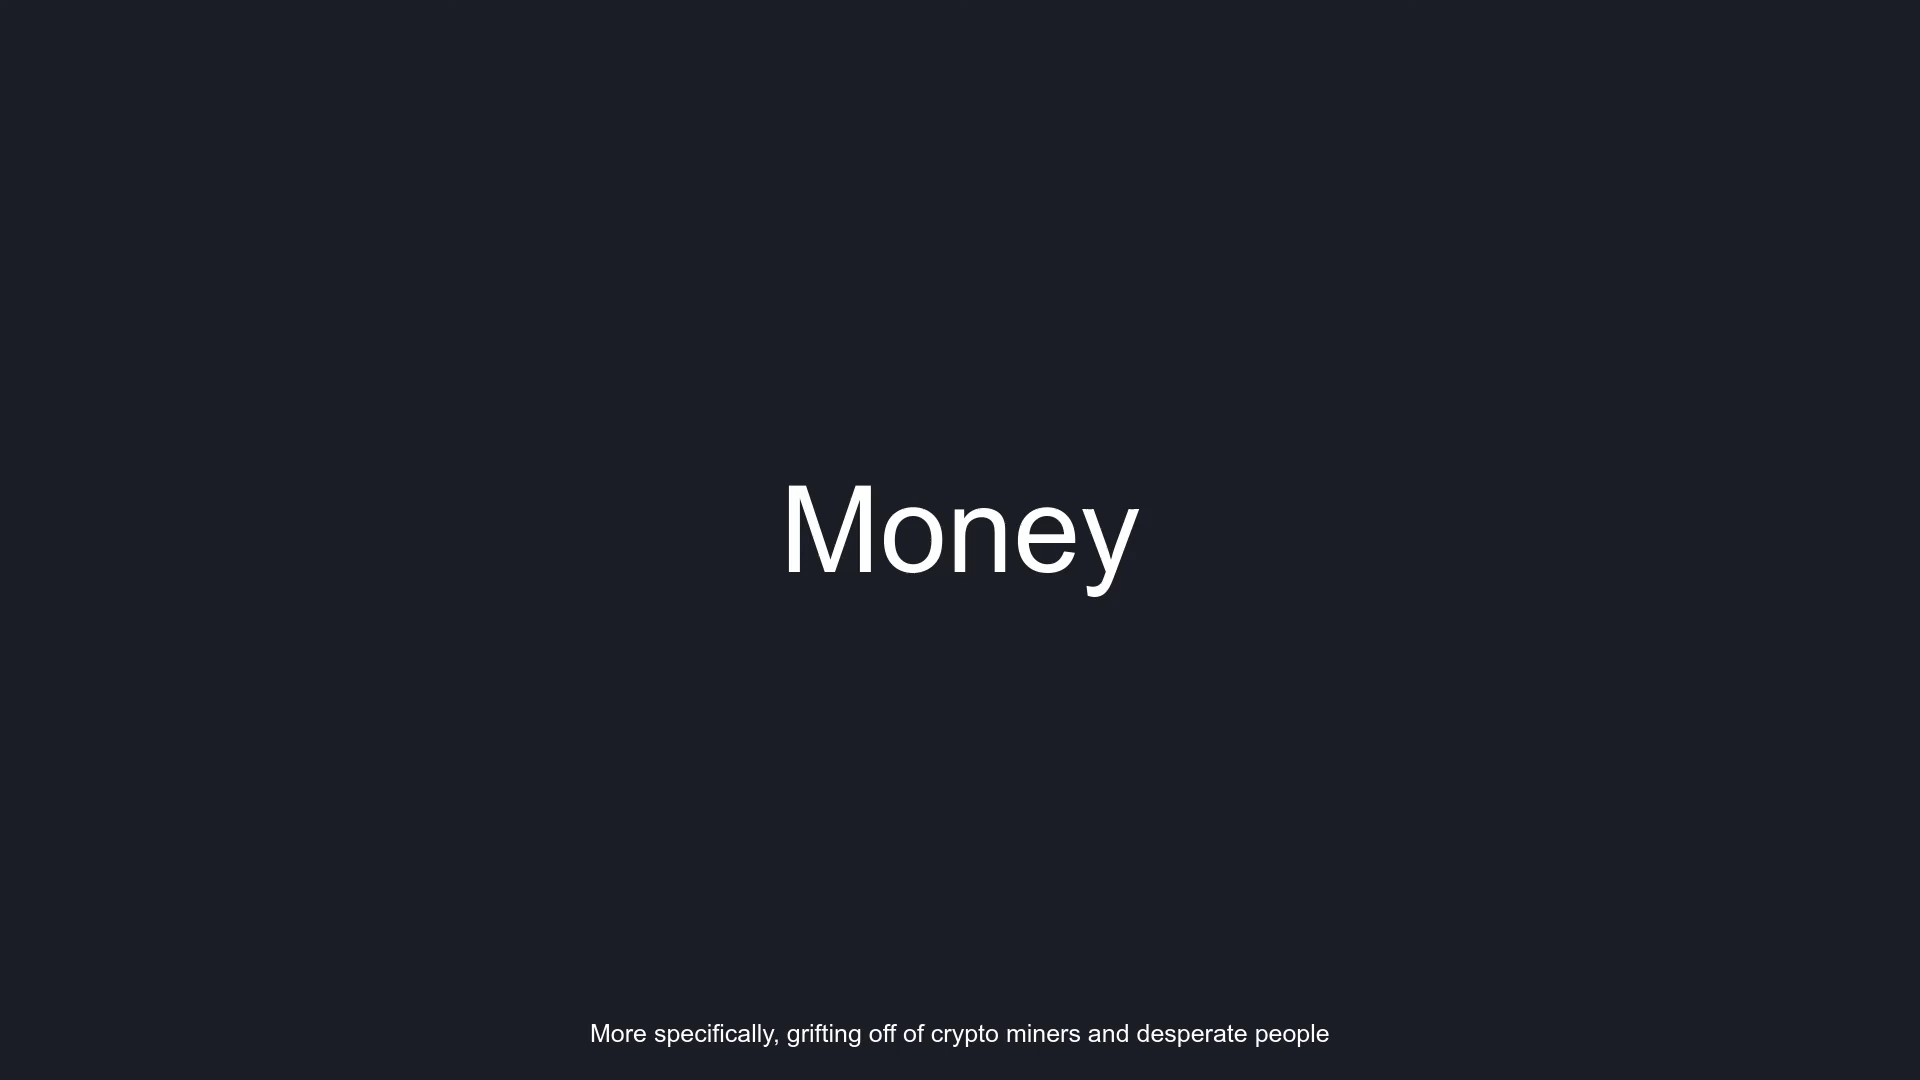 Money
More specifically, grifting off of crypto miners and desperate people